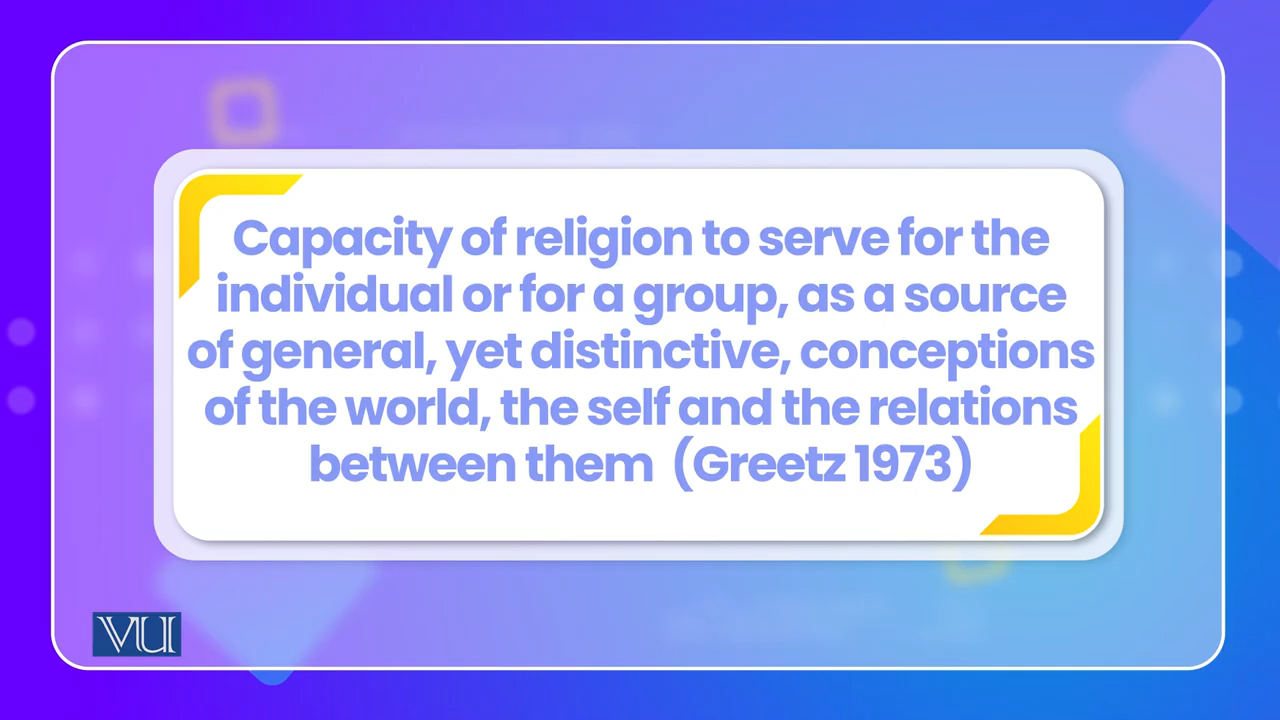 Capacity of religion to serve for the
individual or for a group, as a source
of general, yet distinctive, conceptions
of the world, the self and the relations
between them (Greetz 1973)
VU